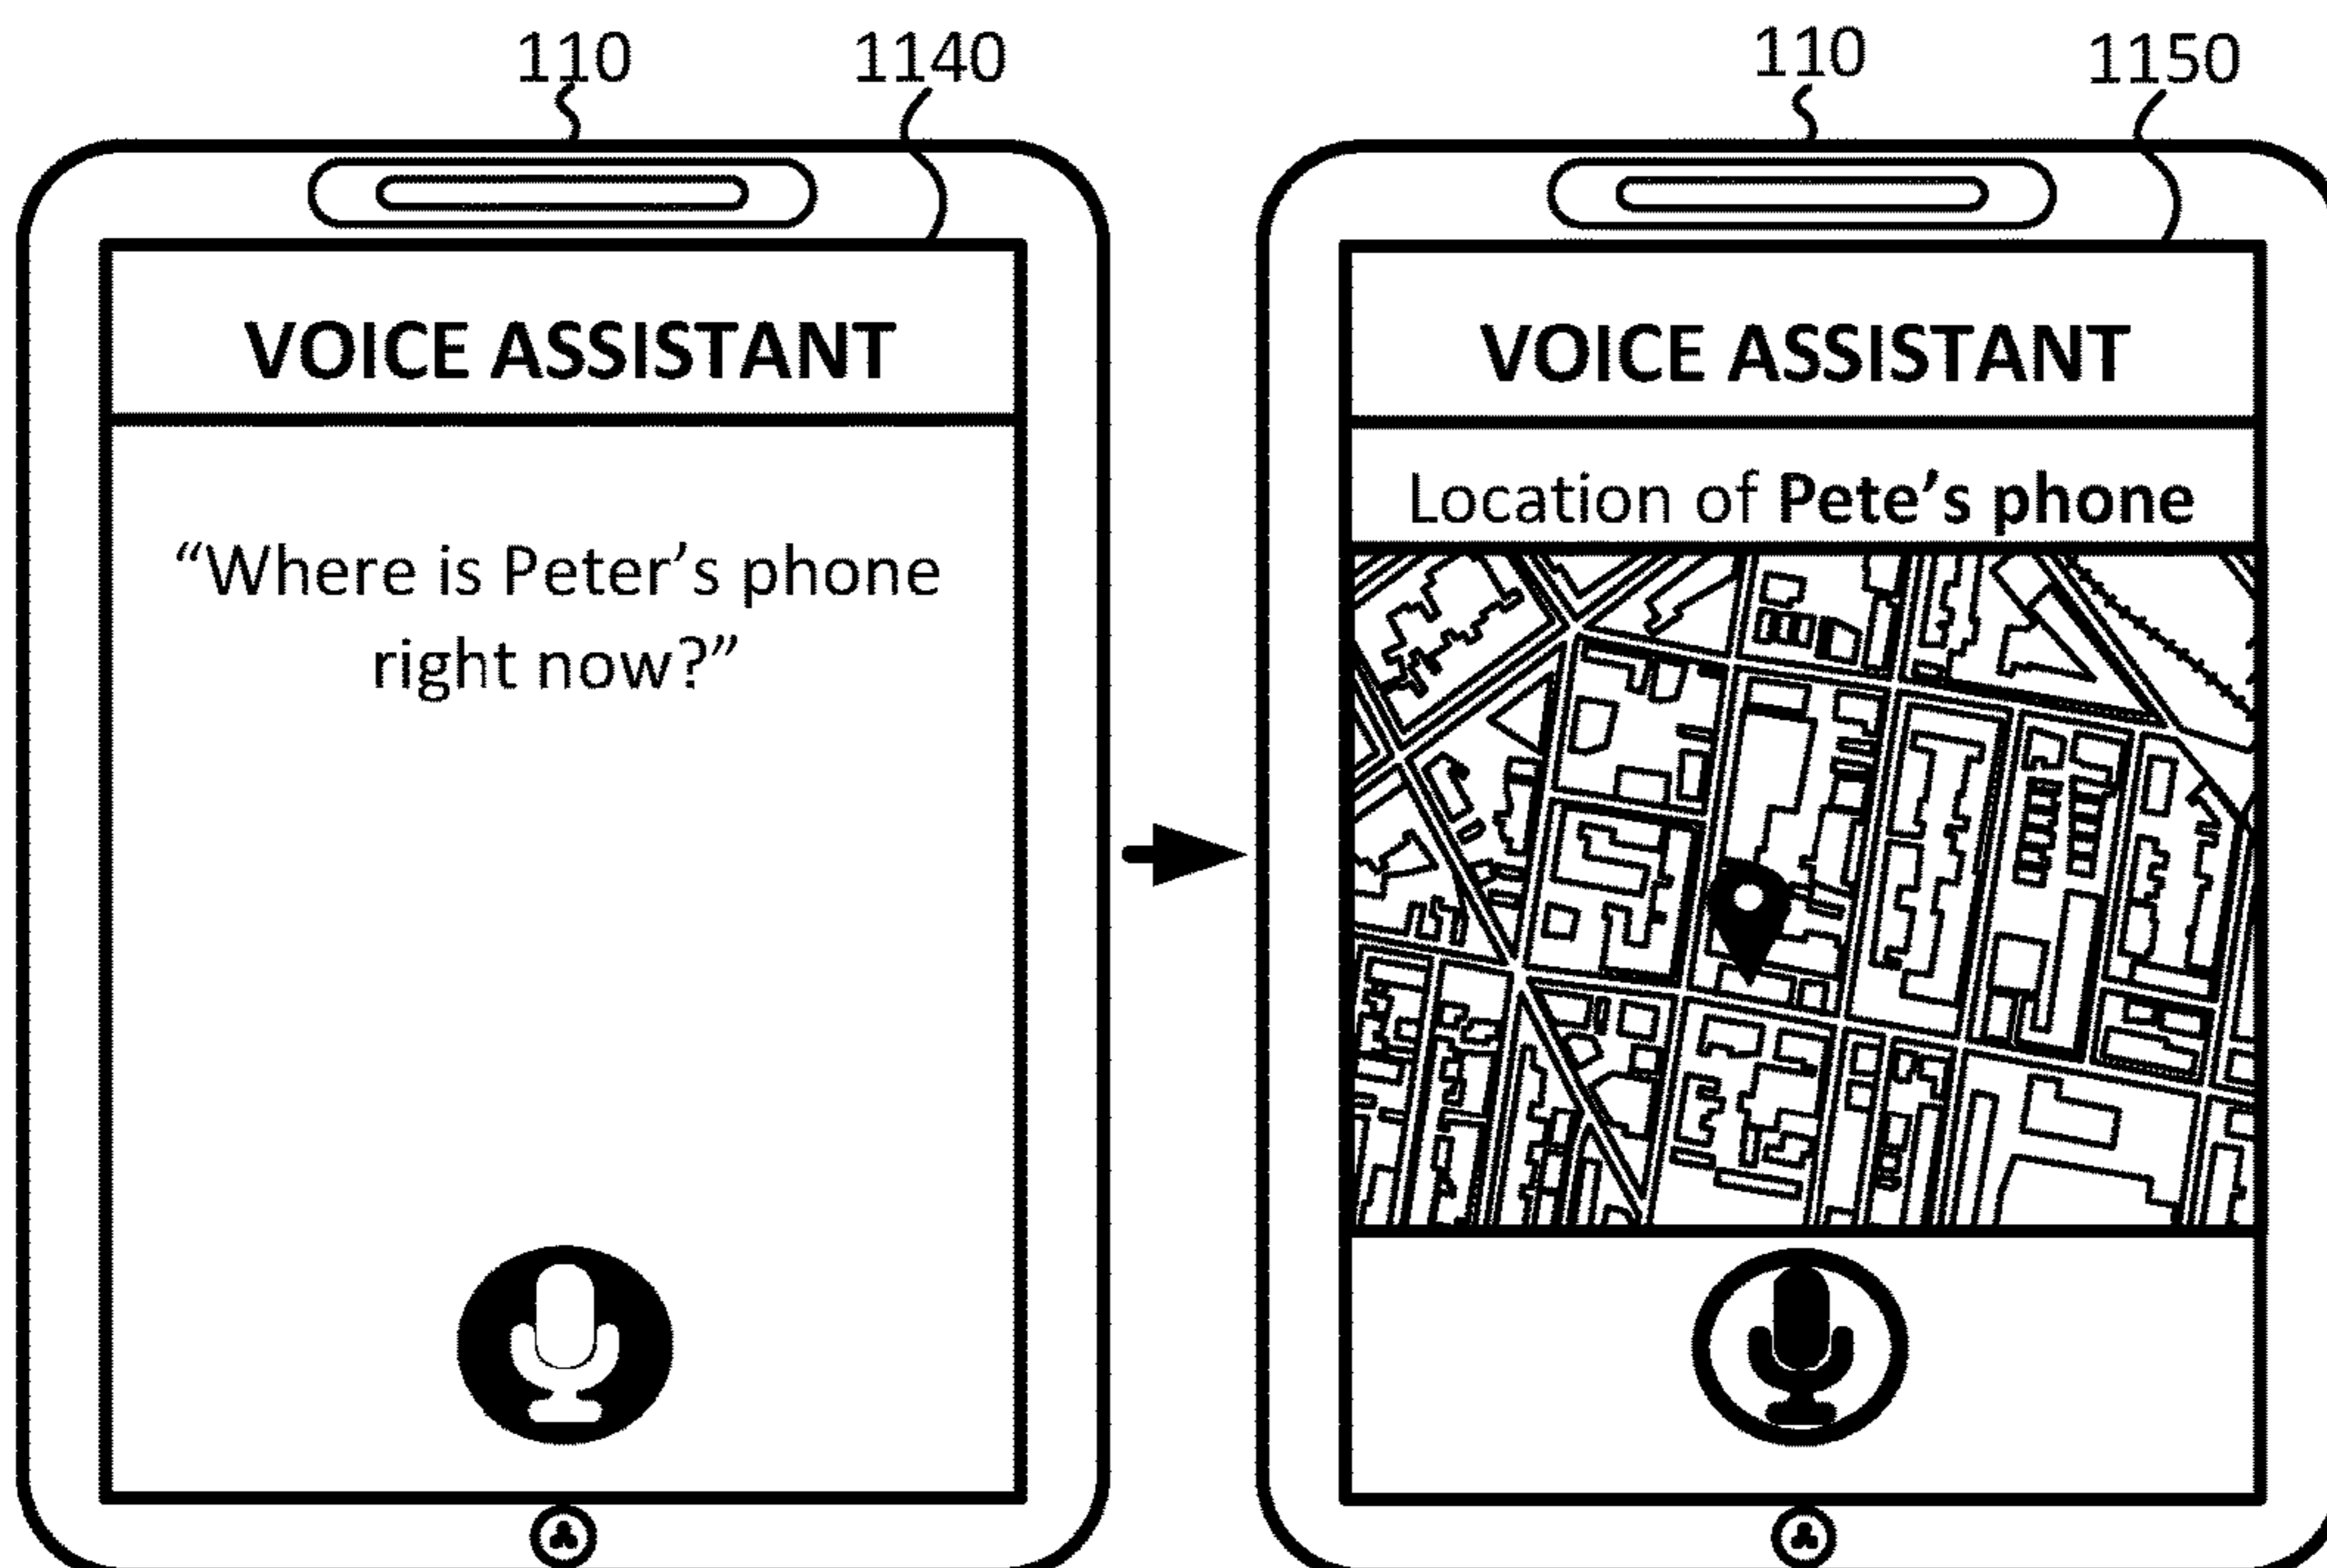 110
1140
VOICE ASSISTANT
“Where is Peter’s phone
right now?”
110
1150
VOICE ASSISTANT
Location of Pete’s phone